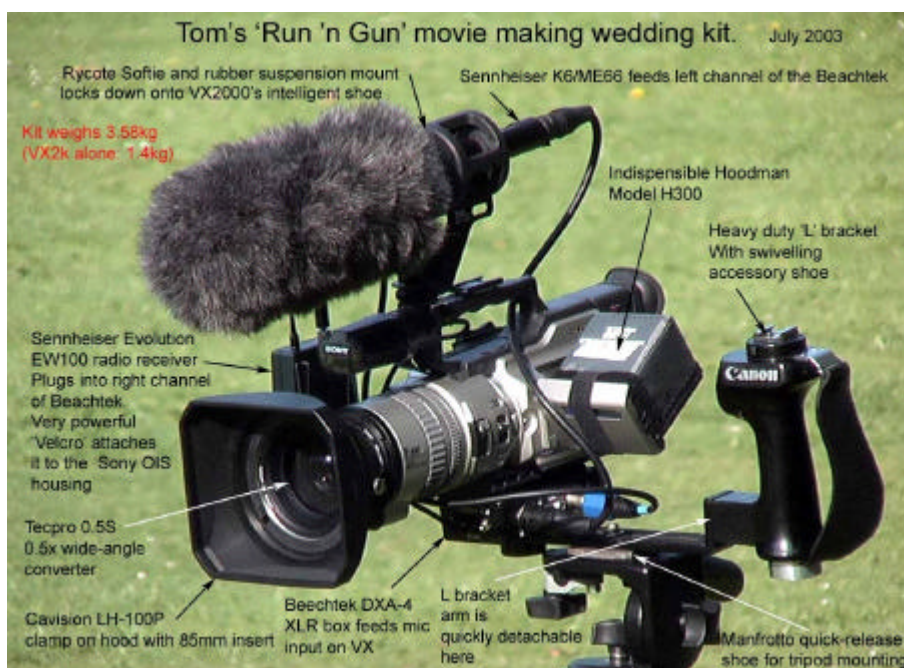 Tom's 'Run 'n Gun' movie making wedding kit. July 2003
Rycote Softie and rubber suspension mount
locks down onto VX2000's intelligent shoe
Sennheiser K6/ME66 feeds left channel of the Beachtek
Kit weighs 3.58kg
(VX2k alone 1.4kg)
Indispensible Hoodman
Model H300
Heavy duty 'L' bracket
With swivelling
accessory shoe
Sennheiser Evolution
EW100 radio receiver
Plugs into right channel
of Beachtek.
Very powerful
'Velcro' attaches
it to the Sony OIS
housing
SONY
Canon
Tecpro 0.5S
0.5x wide-angle
converter
Cavision LH-100P
clamp on hood with 85mm insert
Beechtek DXA-4
XLR box feeds mic
input on VX
L bracket
arm is
quickly detachable
here
Manfrotto quick-release
shoe for tripod mounting